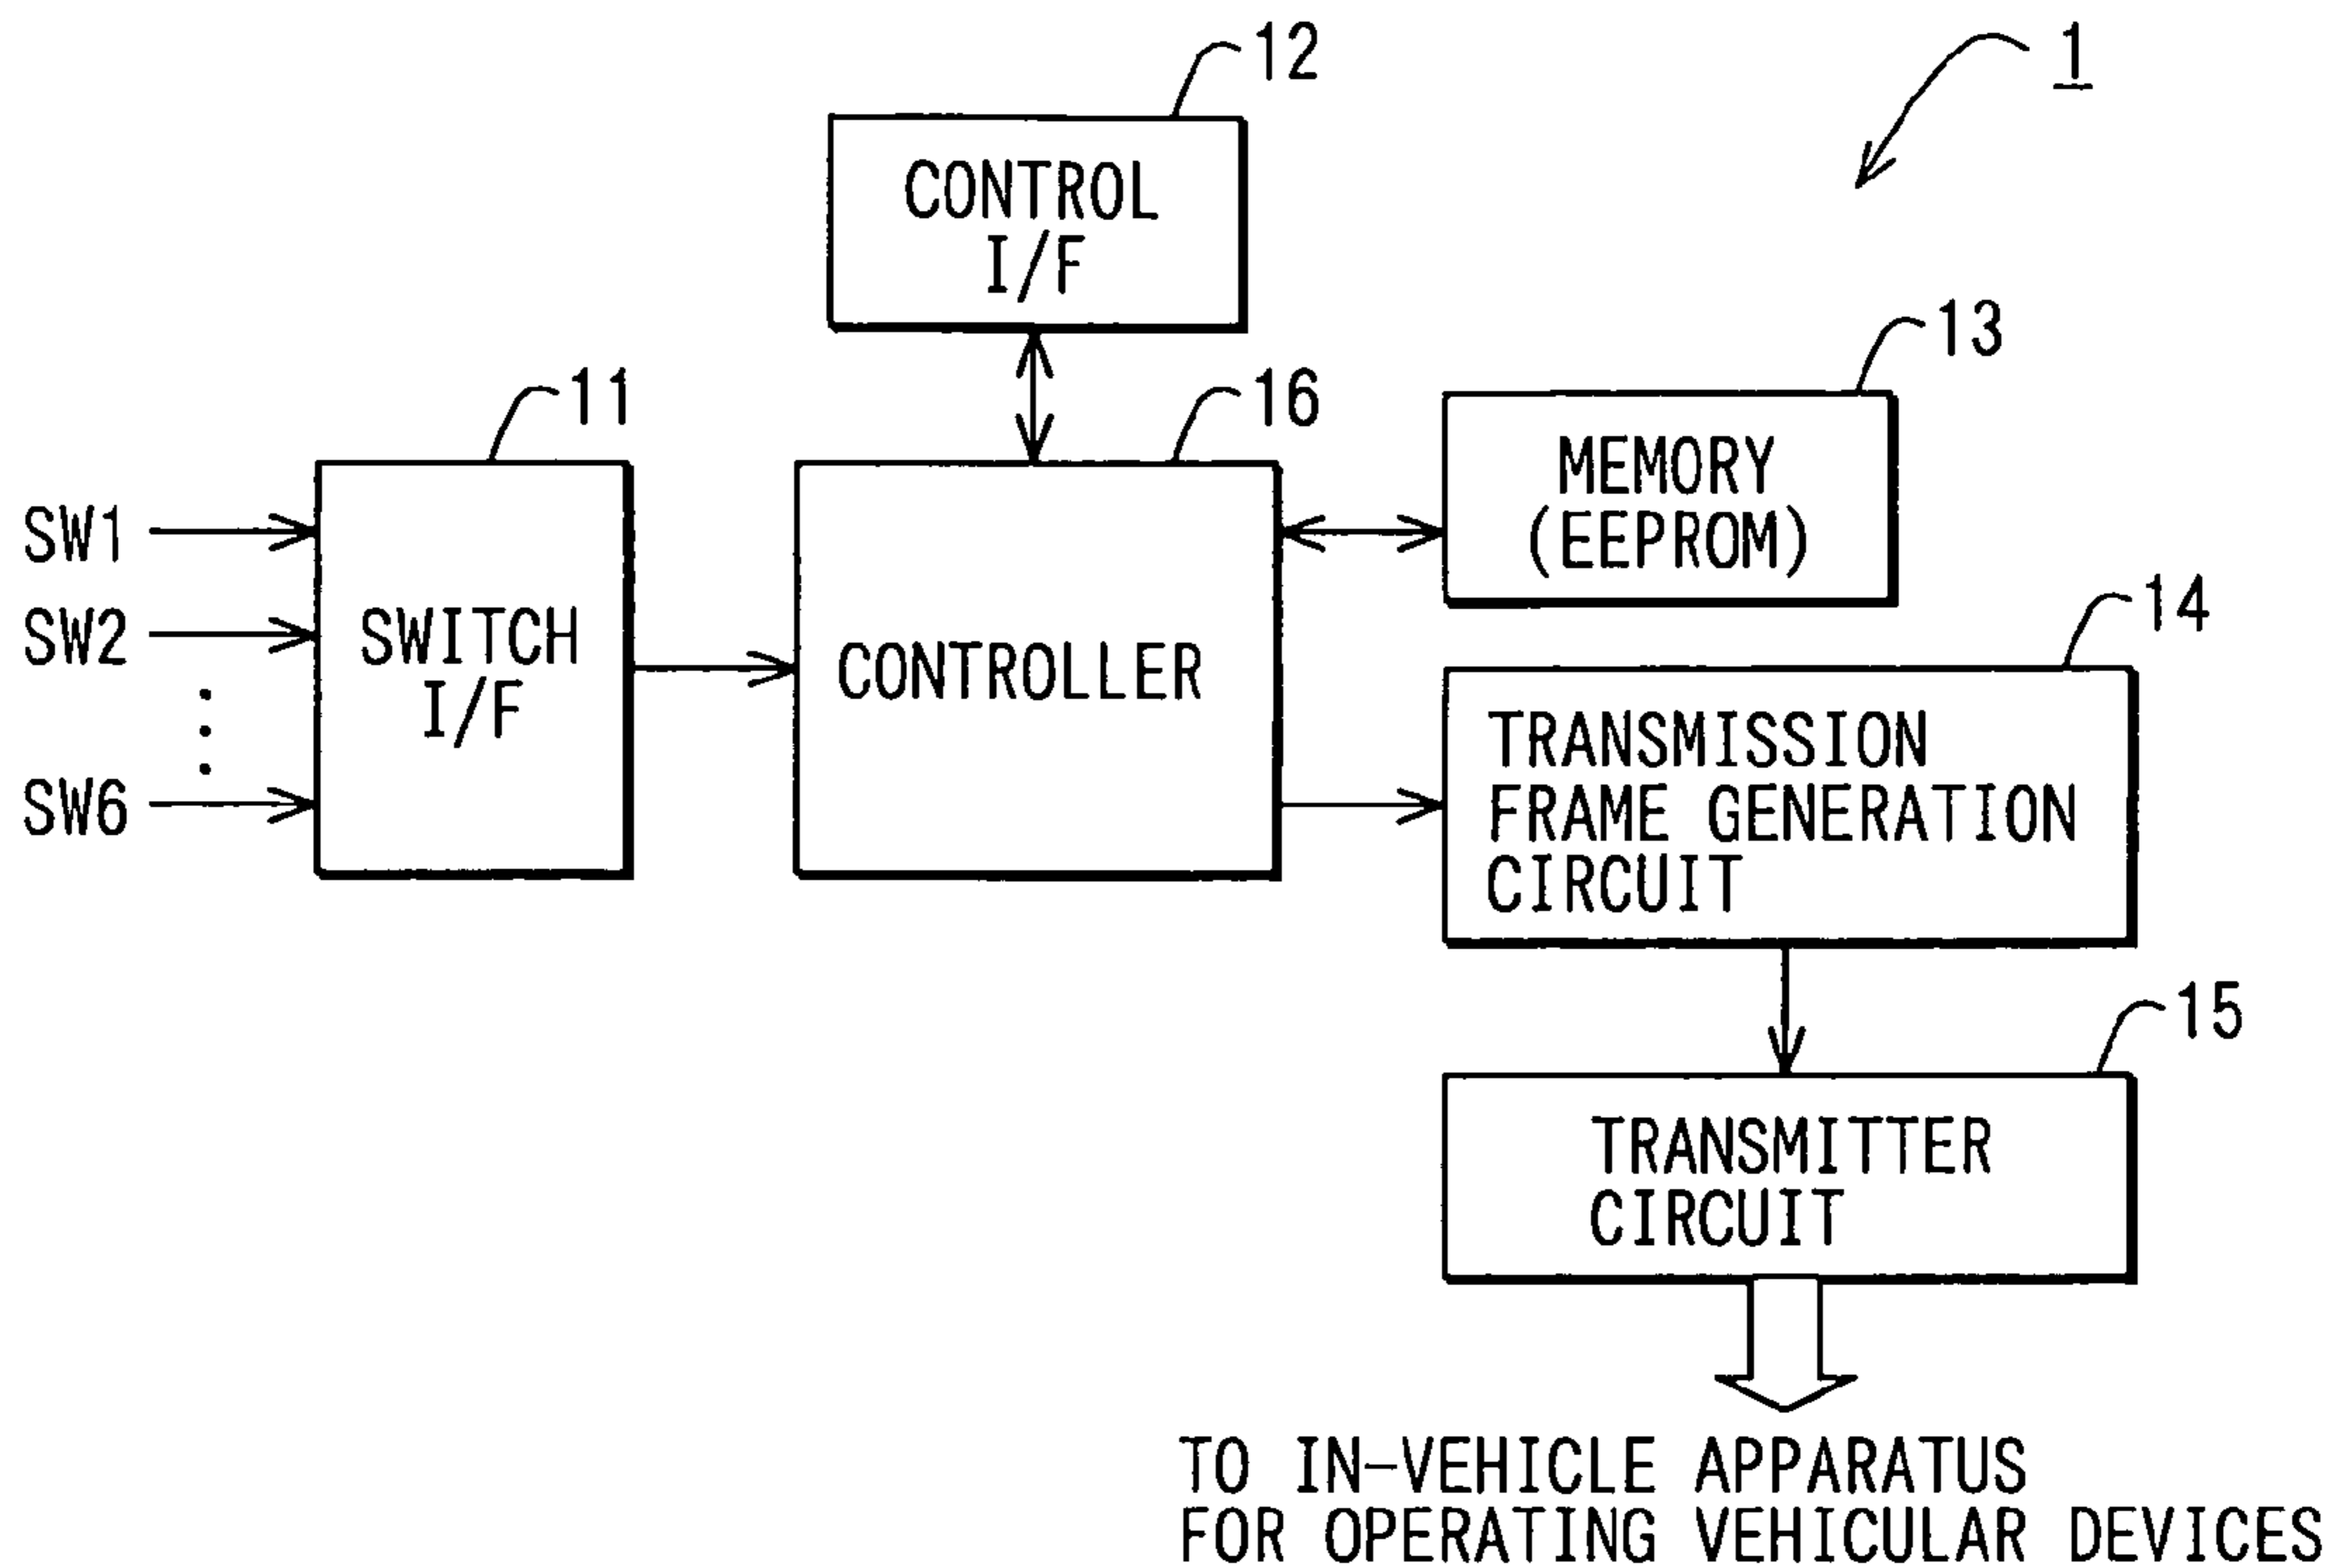 12
1
CONTROL
I/F
13
11
16
MEMORY
(EEPROM)
SW1
SW2
SW6
SWITCH
I/F
CONTROLLER
14
TRANSMISSION
FRAME GENERATION
CIRCUIT
15
TRANSMITTER
CIRCUIT
TO IN-VEHICLE APPARATUS
FOR OPERATING VEHICULAR DEVICES